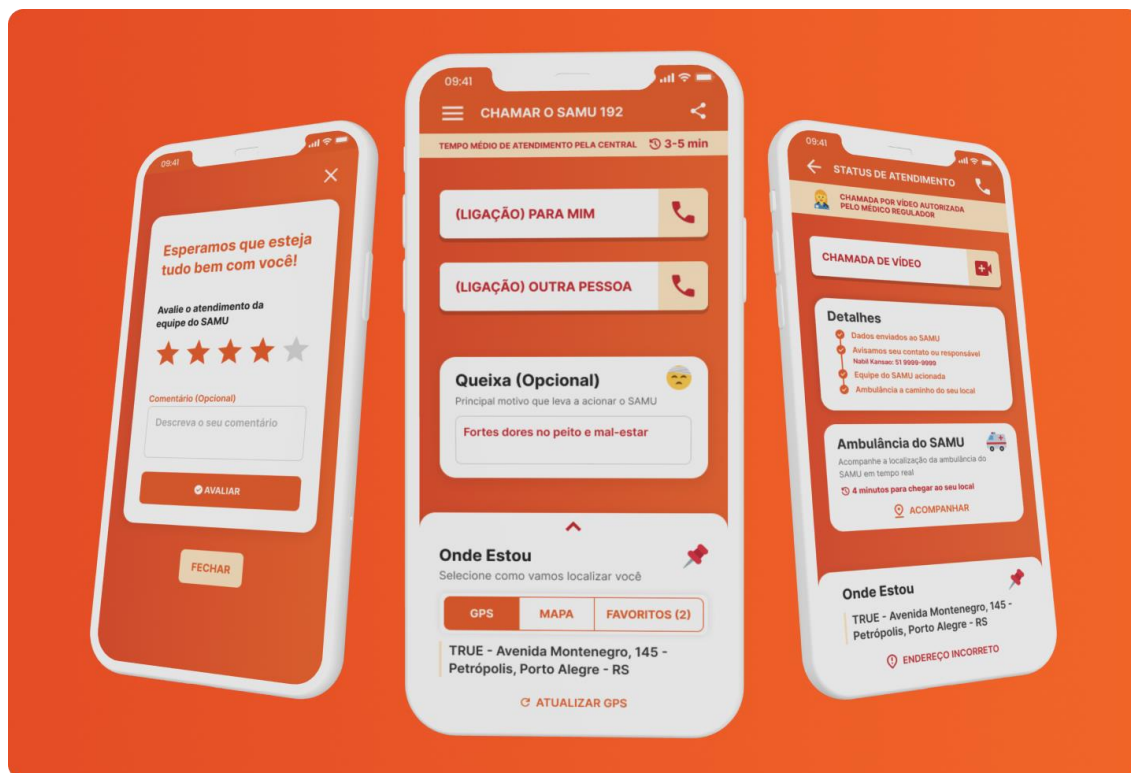 09:41
Esperamos que esteja
tudo bem com você!
Avalie o atendimento da
equipe do SAMU
Comentário (Opcional)
Descreva o seu comentário
AVALIAR
FECHAR
09:41
CHAMAR O SAMU 192
TEMPO MÉDIO DE ATENDIMENTO PELA CENTRAL 3-5 min
(LIGAÇÃO) PARA MIM
(LIGAÇÃO) OUTRA PESSOA
Queixa (Opcional)
Principal motivo que leva a acionar o SAMU
Fortes dores no peito e mal-estar
Onde Estou
Selecione como vamos localizar você
GPS MAPA FAVORITOS (2)
TRUE - Avenida Montenegro, 145 -
Petrópolis, Porto Alegre - RS
ATUALIZAR GPS
09:41
STATUS DE ATENDIMENTO
CHAMADA POR VÍDEO AUTORIZADA
PELO MÉDICO REGULADOR
CHAMADA DE VÍDEO
Detalhes
Dados enviados ao SAMU
Avisamos seu contato ou responsável
Nabil Kansao: 51 9999-9999
Equipe do SAMU acionada
Ambulância a caminho do seu local
Ambulância do SAMU
Acompanhe a localização da ambulância do
SAMU em tempo real
4 minutos para chegar ao seu local
ACOMPANHAR
Onde Estou
TRUE - Avenida Montenegro, 145 -
Petrópolis, Porto Alegre - RS
ENDEREÇO INCORRETO